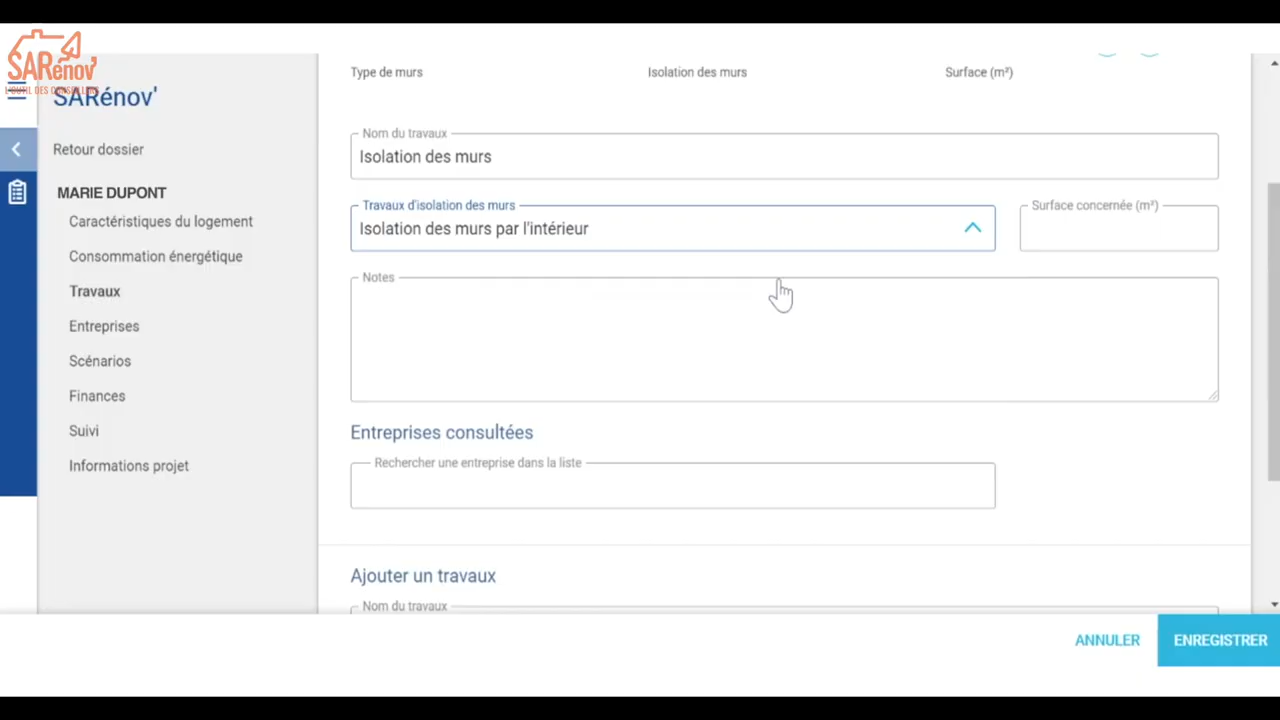 SARénov'
L'OUTIL DES CONSEILLERS
SARénov'
Retour dossier
MARIE DUPONT
Caractéristiques du logement
Consommation énergétique
Travaux
Entreprises
Scénarios
Finances
Suivi
Informations projet
Type de murs Isolation des murs Surface (m²)
Nom du travaux
Isolation des murs
Travaux d'isolation des murs Surface concernée (m²)
Isolation des murs par l'intérieur
Notes
Entreprises consultées
Rechercher une entreprise dans la liste
Ajouter un travaux
Nom du travaux
ANNULER ENREGISTRER